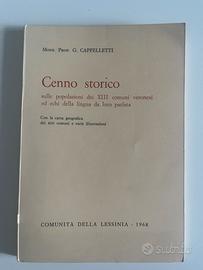 Mons. Prof. G. CAPPELLETTI
Cenno storico
sulle popolazioni dei XIII comuni veronesi
ed echi della lingua da loro parlata
Con la carta geografica
dei XIII comuni e varie illustrazioni
COMUNITÀ DELLA LESSINIA - 1968
subito